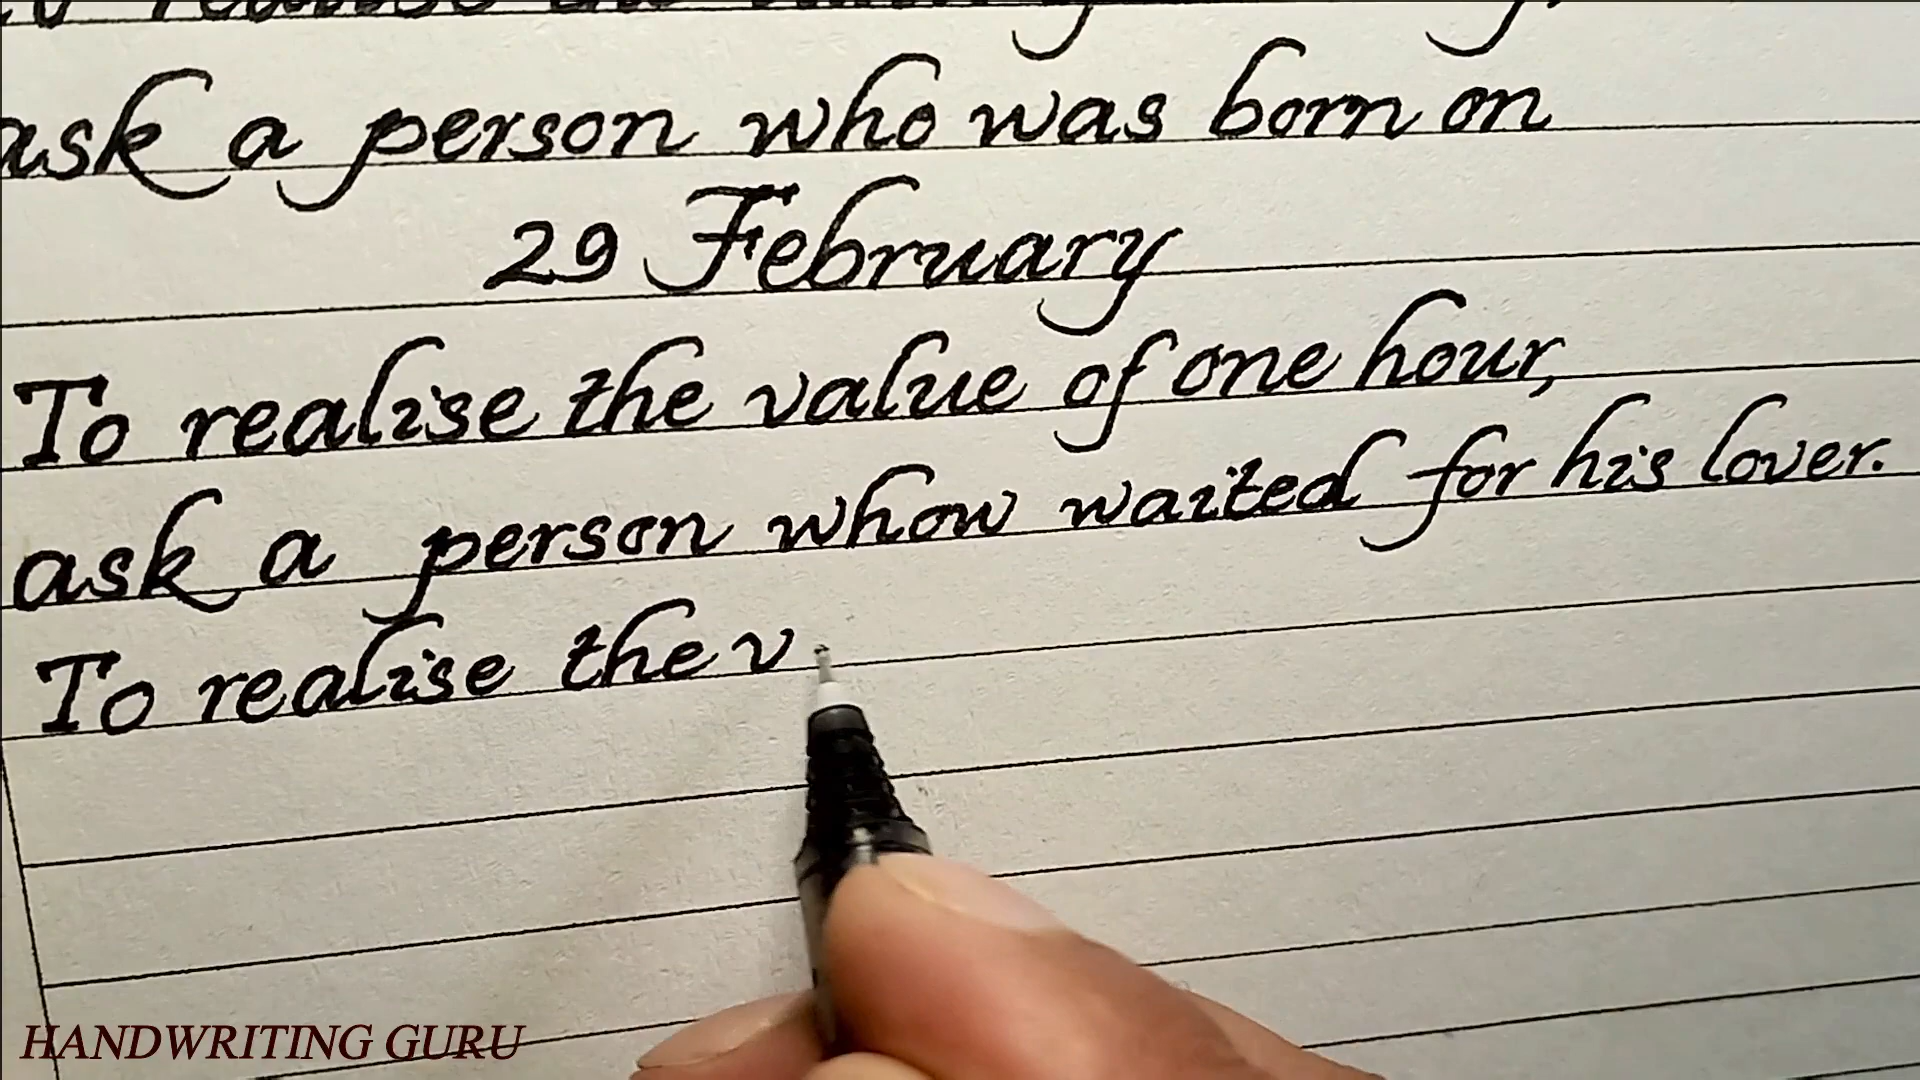 ask a person who was born on
29 February
To realise the value of one hour,
ask a person whow waited for his lover.
To realise the v
HANDWRITING GURU